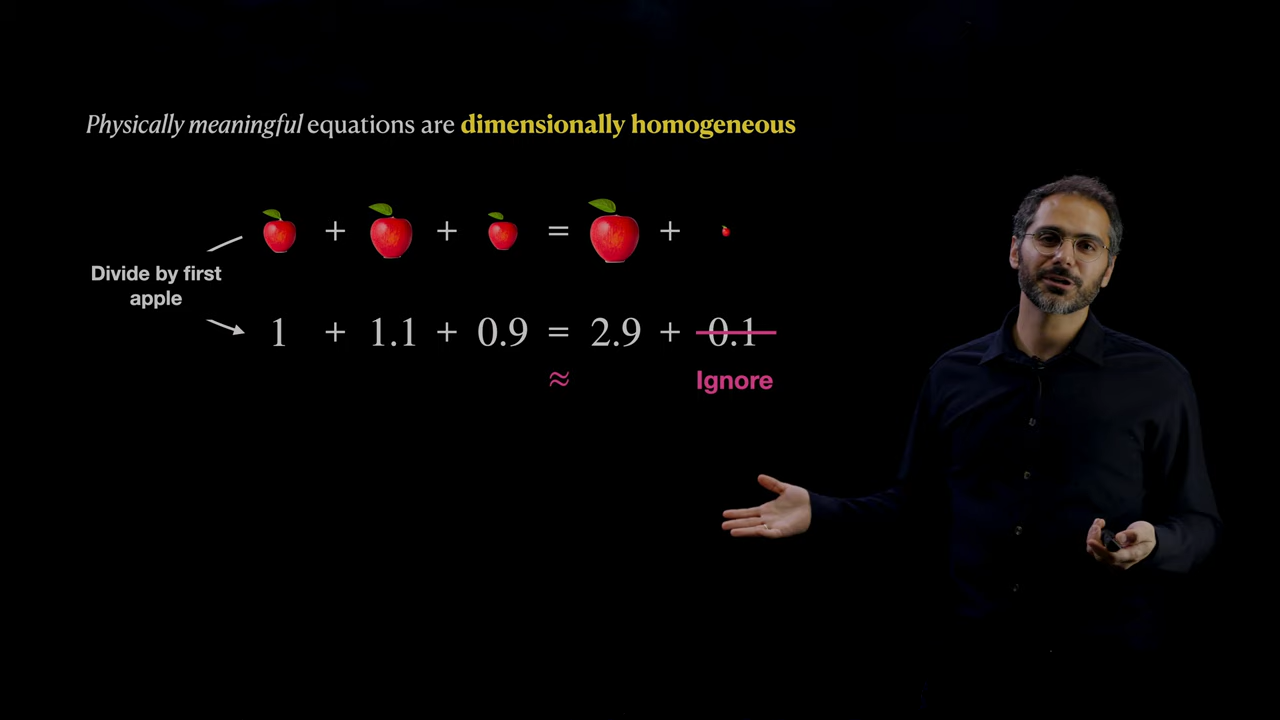 Physically meaningful equations are dimensionally homogeneous
+ + = +
Divide by first
apple
1 + 1.1 + 0.9 = 2.9 + 0.1
≈ Ignore